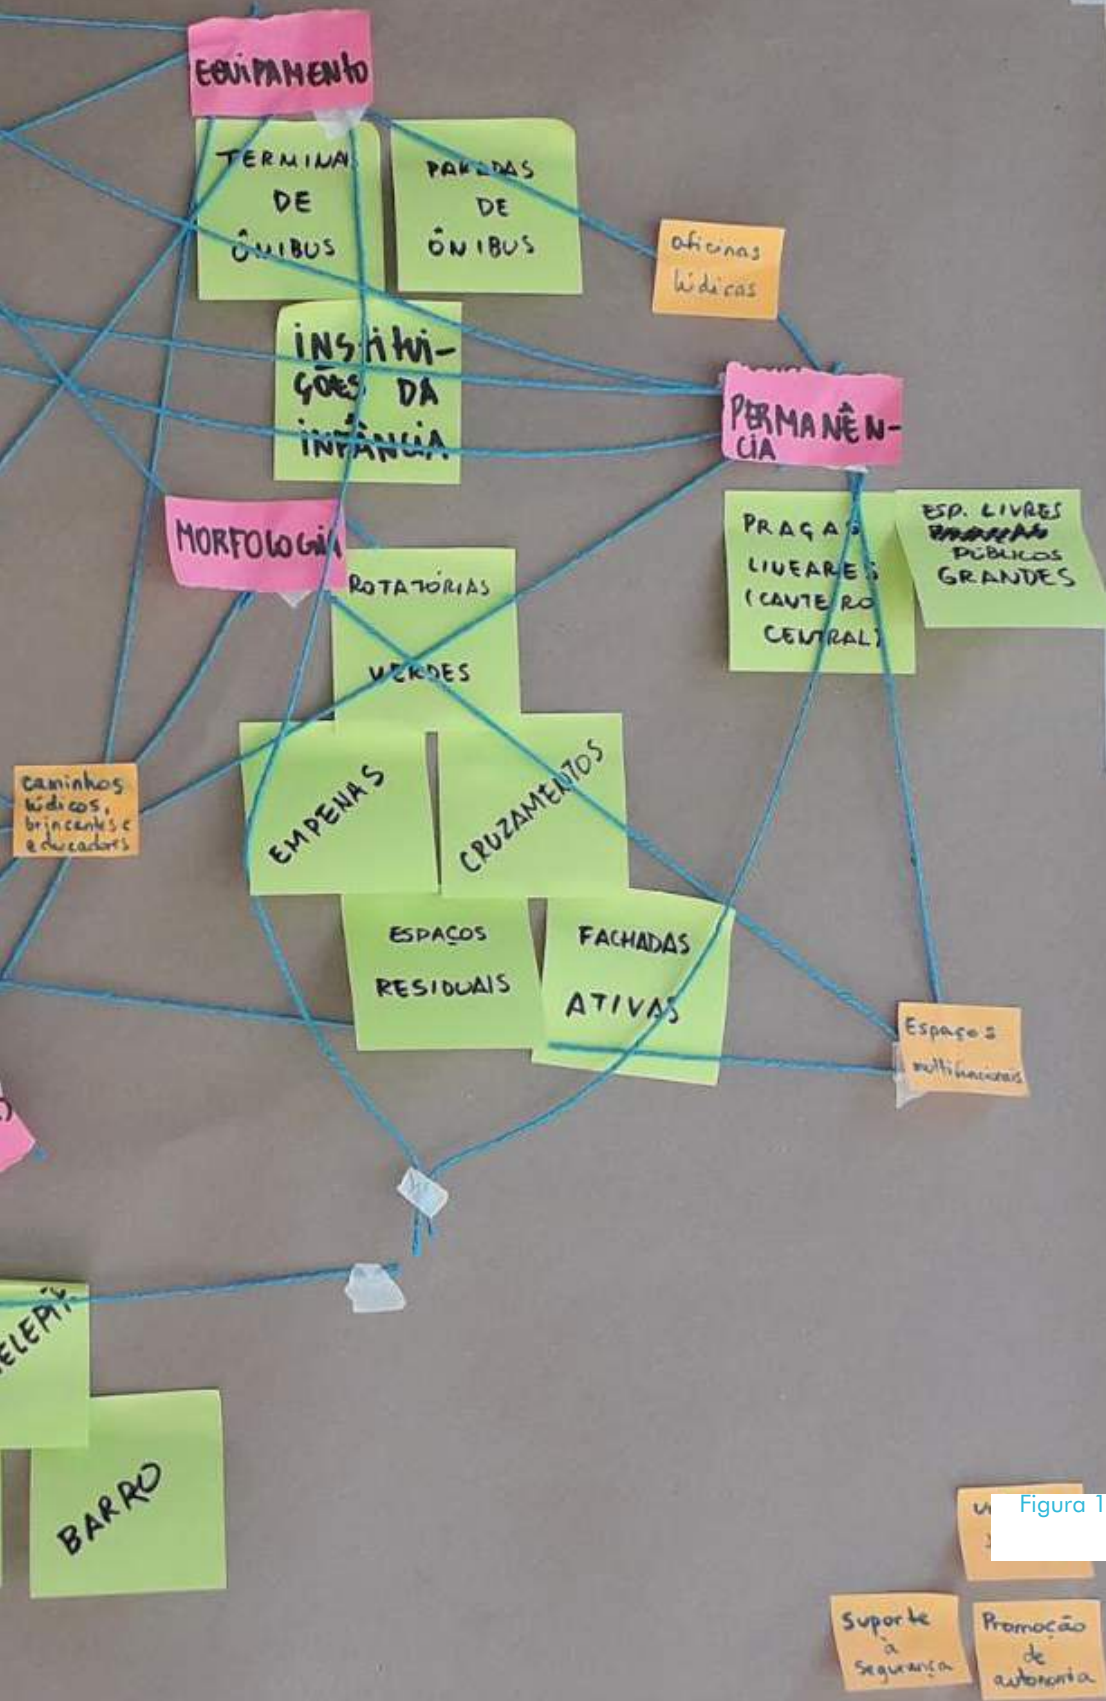 EQUIPAMENTO
TERMINAL
DE
ÔNIBUS
PARADAS
DE
ÔNIBUS
oficinas
lúdicas
INSTITUI-
ÇÕES DA
INFÂNCIA
PERMANÊN-
CIA
PRAÇAS
LINEARES
(CANTEIRO
CENTRAL)
ESP. LIVRES
PÚBLICOS
GRANDES
MORFOLOGIA
ROTATÓRIAS
VERDES
EMPENAS
CRUZAMENTOS
caminhos
lúdicos,
brincantes e
educadores
ESPAÇOS
RESIDUAIS
FACHADAS
ATIVAS
Espaços
multifuncionais
BARRO
Figura 1
Suporte
à
segurança
Promoção
de
autonomia